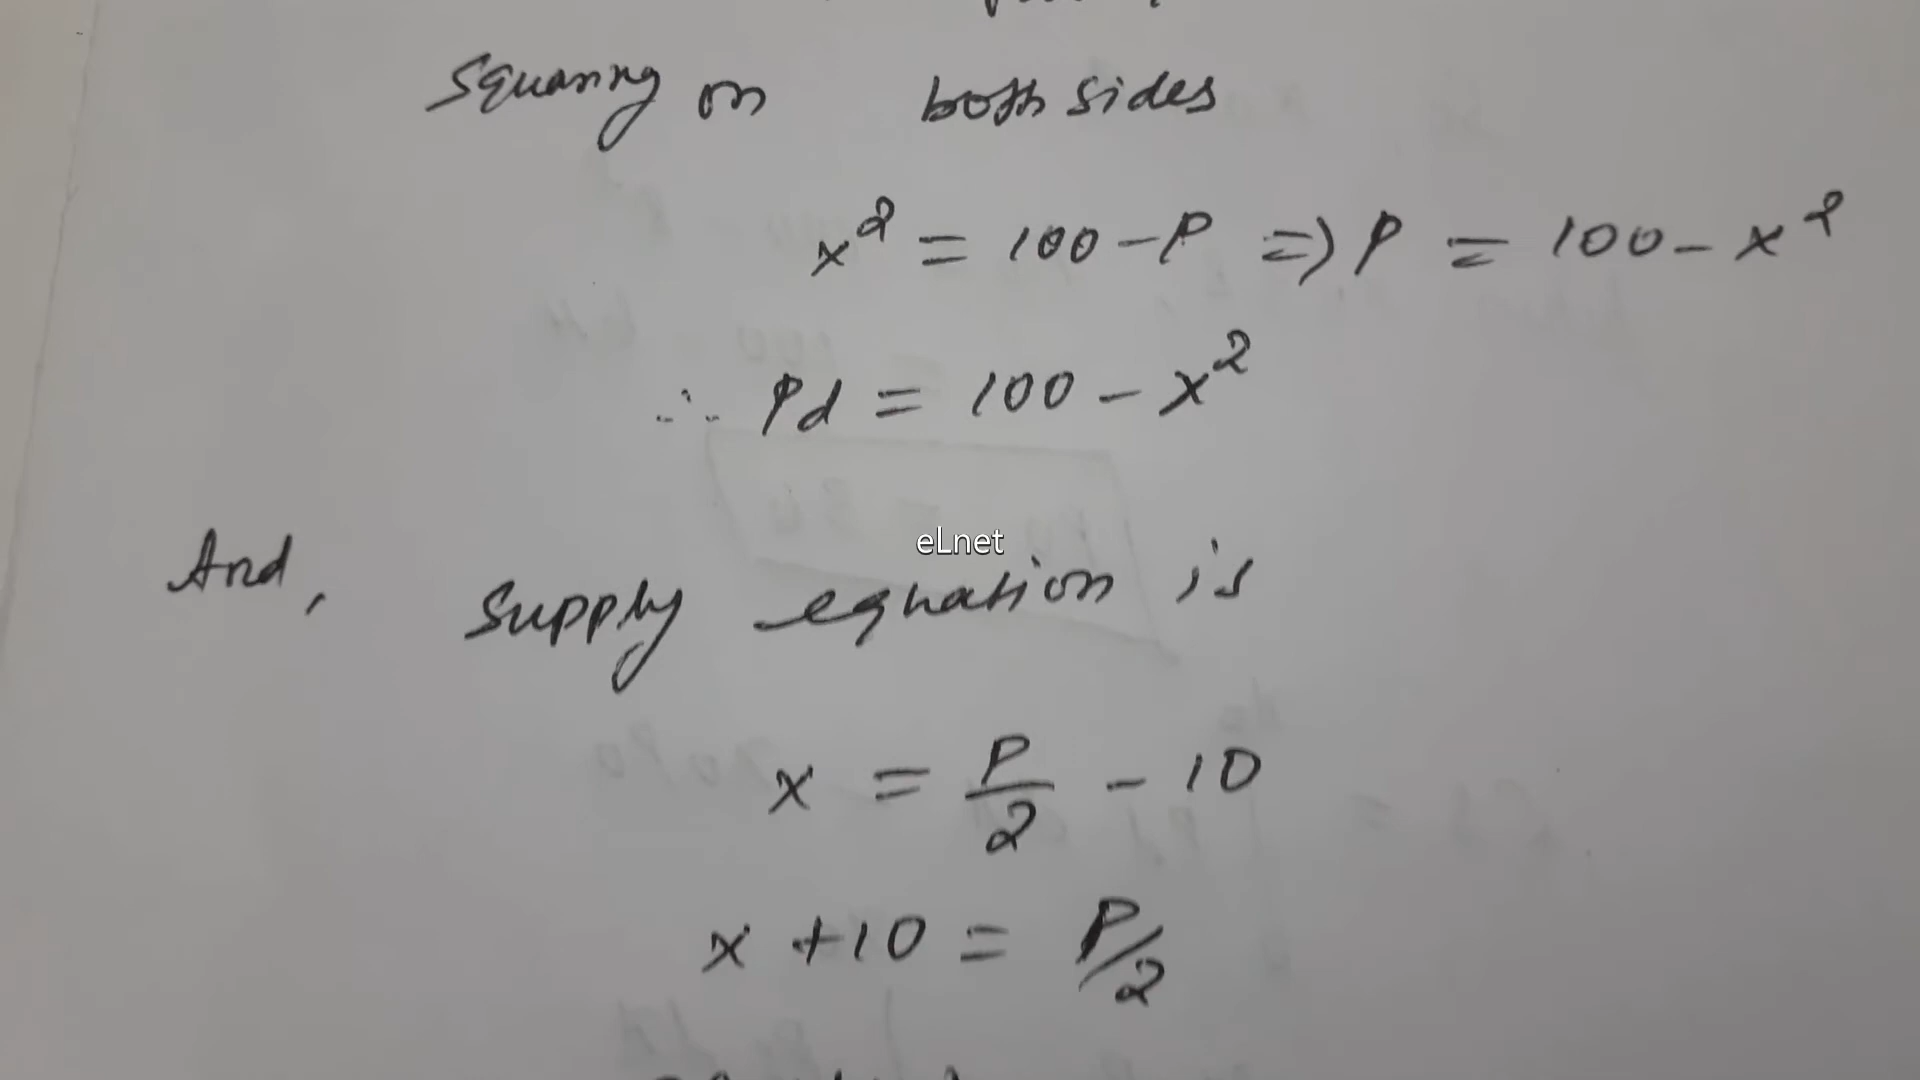 Squaring on both sides
x² = 100 - P ⇒ P = 100 - x²
∴ Pd = 100 - x²
eLnet
And, Supply equation is
x = P/2 - 10
x + 10 = P/2